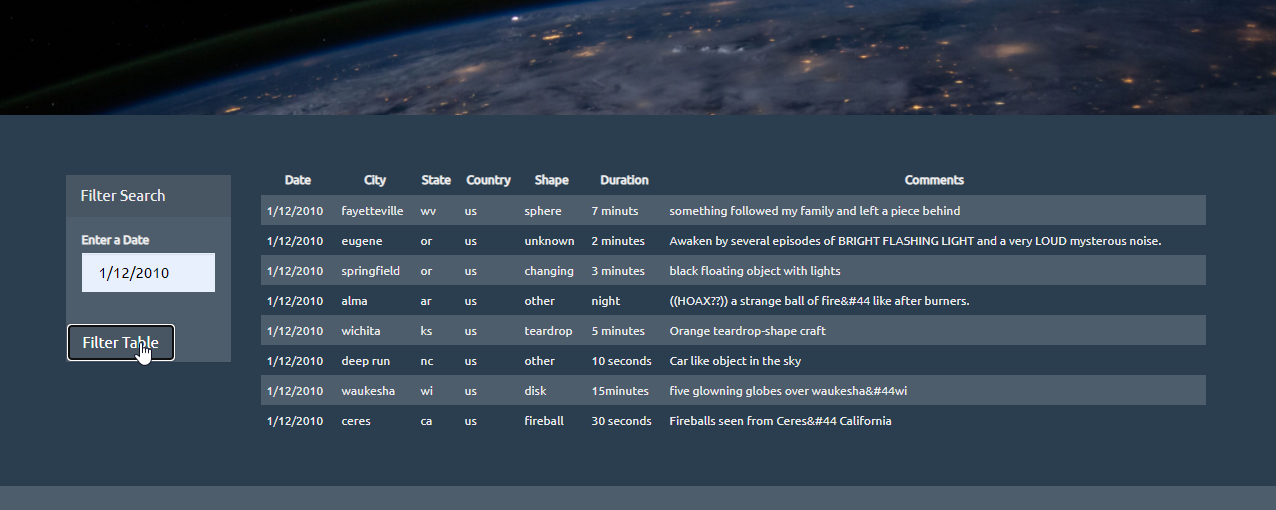 Filter Search
Enter a Date
1/12/2010
Filter Table
Date City State Country Shape Duration Comments
1/12/2010 fayetteville wv us sphere 7 minuts something followed my family and left a piece behind
1/12/2010 eugene or us unknown 2 minutes Awaken by several episodes of BRIGHT FLASHING LIGHT and a very LOUD mysterous noise.
1/12/2010 springfield or us changing 3 minutes black floating object with lights
1/12/2010 alma ar us other night ((HOAX??)) a strange ball of fire&#44 like after burners.
1/12/2010 wichita ks us teardrop 5 minutes Orange teardrop-shape craft
1/12/2010 deep run nc us other 10 seconds Car like object in the sky
1/12/2010 waukesha wi us disk 15minutes five glowning globes over waukesha&#44wi
1/12/2010 ceres ca us fireball 30 seconds Fireballs seen from Ceres&#44 California